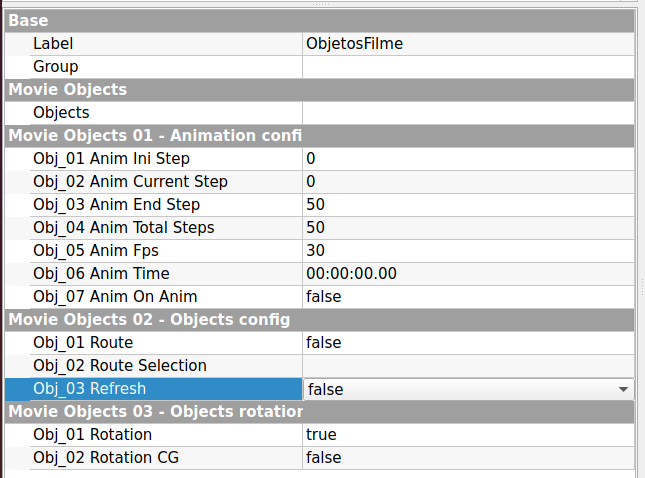 Base
Label ObjetosFilme
Group
Movie Objects
Objects
Movie Objects 01 - Animation confi
Obj_01 Anim Ini Step 0
Obj_02 Anim Current Step 0
Obj_03 Anim End Step 50
Obj_04 Anim Total Steps 50
Obj_05 Anim Fps 30
Obj_06 Anim Time 00:00:00.00
Obj_07 Anim On Anim false
Movie Objects 02 - Objects config
Obj_01 Route false
Obj_02 Route Selection
Obj_03 Refresh false
Movie Objects 03 - Objects rotation
Obj_01 Rotation true
Obj_02 Rotation CG false